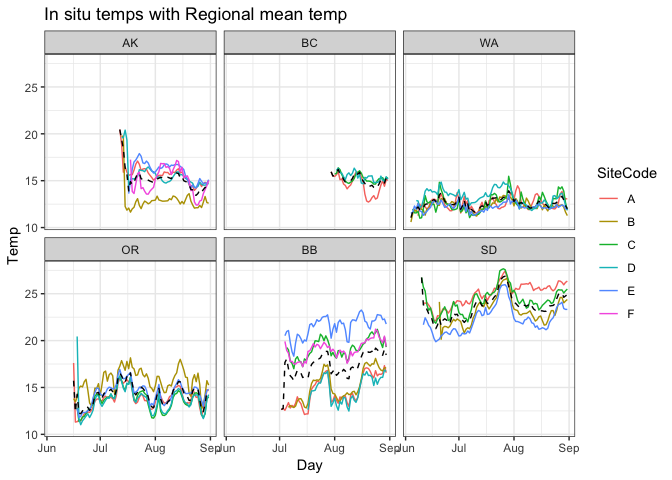 In situ temps with Regional mean temp
AK BC WA
25
20
15
10
OR BB SD
25
20
15
10
Jun Jul Aug Sep Jun Jul Aug Sep Jun Jul Aug Sep
Temp
Day
SiteCode
A
B
C
D
E
F